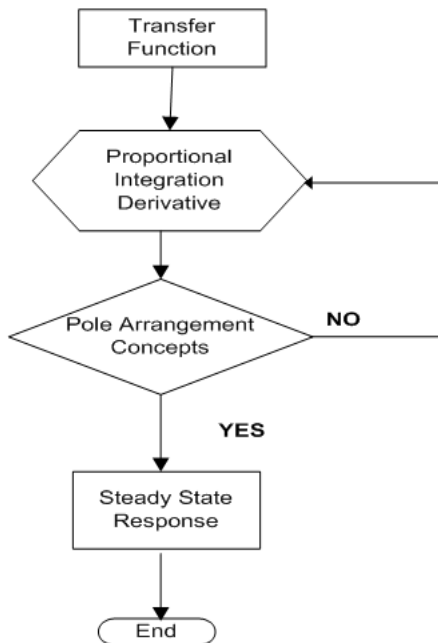 Transfer
Function
Proportional
Integration
Derivative
Pole Arrangement
Concepts
NO
YES
Steady State
Response
End